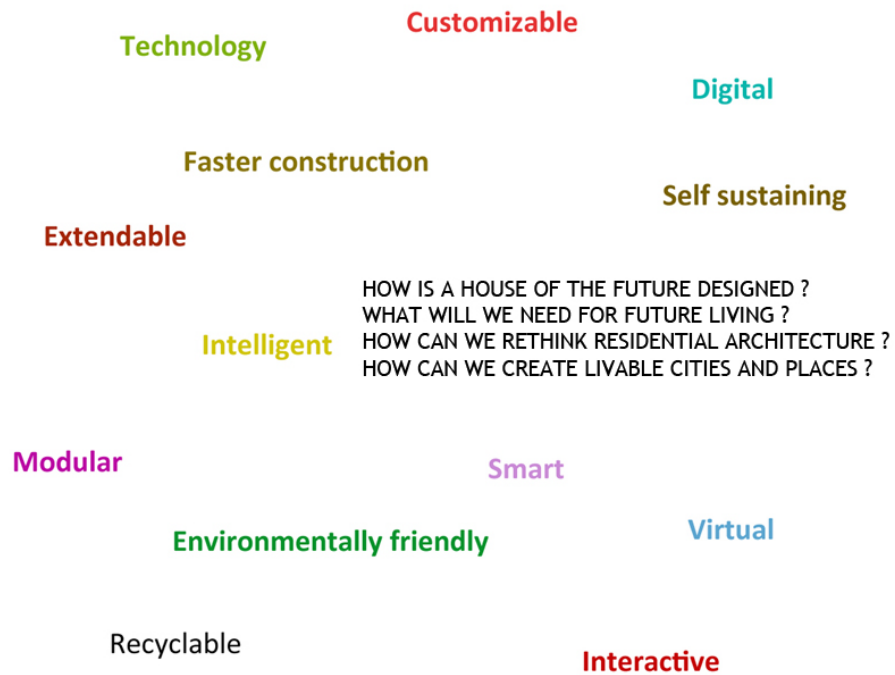 Customizable
Technology
Digital
Faster construction
Self sustaining
Extendable
HOW IS A HOUSE OF THE FUTURE DESIGNED ?
WHAT WILL WE NEED FOR FUTURE LIVING ?
HOW CAN WE RETHINK RESIDENTIAL ARCHITECTURE ?
HOW CAN WE CREATE LIVABLE CITIES AND PLACES ?
Intelligent
Modular
Smart
Virtual
Environmentally friendly
Recyclable
Interactive